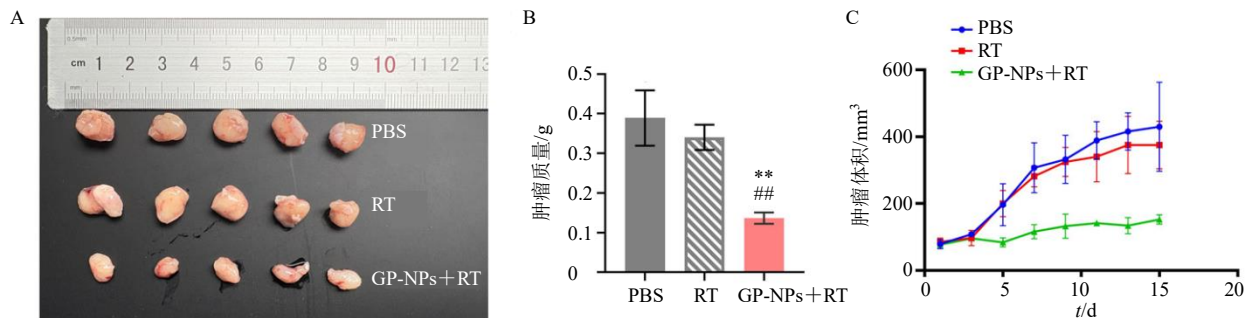 A
0.5mm
cm 1 2 3 4 5 6 7 8 9 10 11 12 13
PBS
RT
GP-NPs+RT
B
肿瘤质量/g
0.5
0.4
0.3
0.2
0.1
0
**
##
PBS RT GP-NPs+RT
C
PBS
RT
GP-NPs+RT
肿瘤体积/mm³
600
400
200
0
0 5 10 15 20
t/d